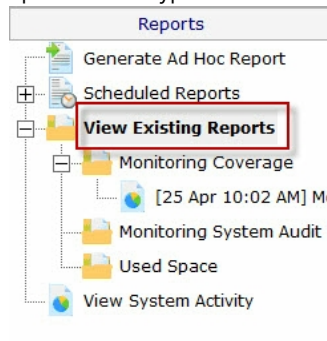 Reports
Generate Ad Hoc Report
Scheduled Reports
View Existing Reports
Monitoring Coverage
[25 Apr 10:02 AM]
Monitoring System Audit
Used Space
View System Activity